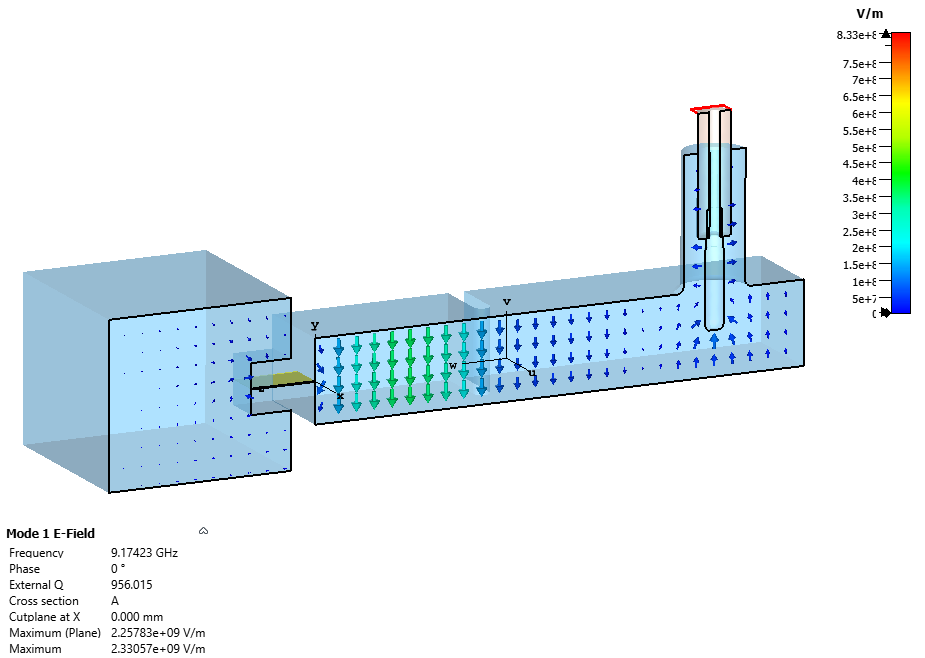 V/m
8.33e+8
7.5e+8
7e+8
6.5e+8
6e+8
5.5e+8
5e+8
4.5e+8
4e+8
3.5e+8
3e+8
2.5e+8
2e+8
1.5e+8
1e+8
5e+7
0
v
y
w
u
x
Mode 1 E-Field
Frequency 9.17423 GHz
Phase 0 °
External Q 956.015
Cross section A
Cutplane at X 0.000 mm
Maximum (Plane) 2.25783e+09 V/m
Maximum 2.33057e+09 V/m